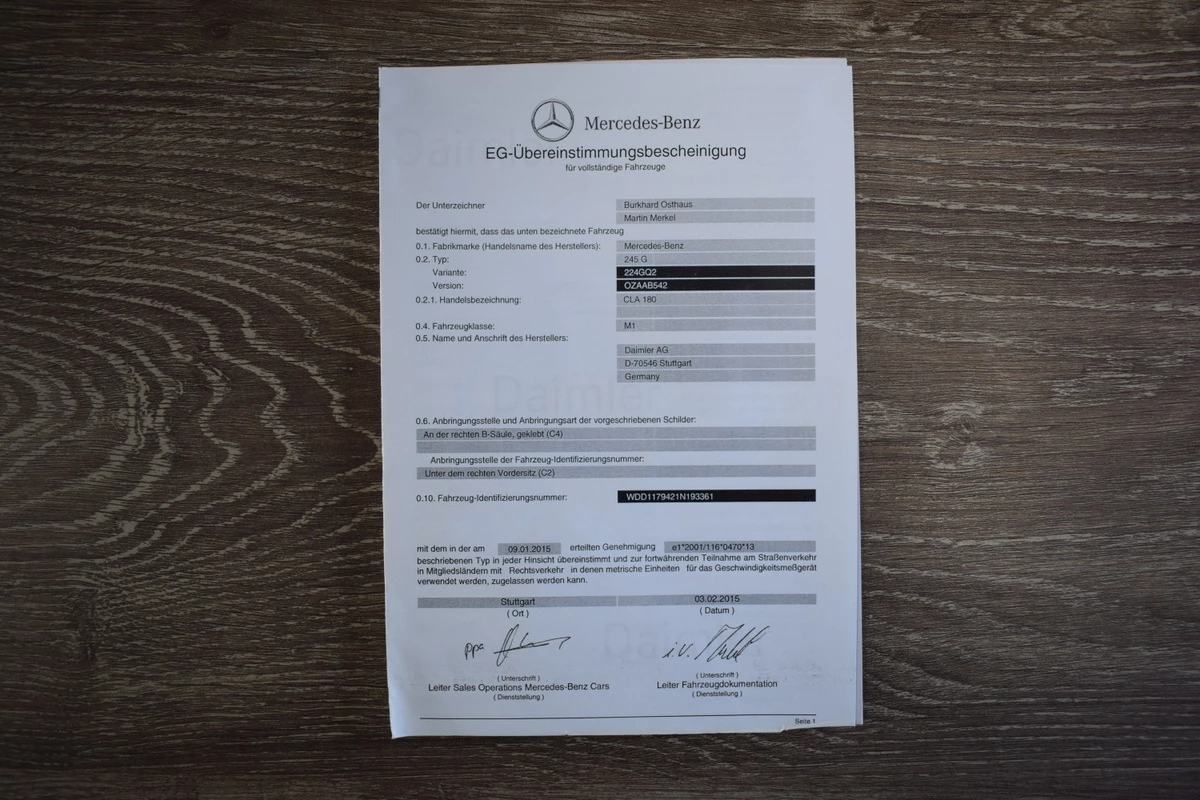 Mercedes-Benz
EG-Übereinstimmungsbescheinigung
für vollständige Fahrzeuge
Der Unterzeichner Burkhard Osthaus
Martin Merkel
bestätigt hiermit, dass das unten bezeichnete Fahrzeug
0.1. Fabrikmarke (Handelsname des Herstellers): Mercedes-Benz
0.2. Typ: 245 G
Variante: 224GQ2
Version: OZAAB542
0.2.1. Handelsbezeichnung: CLA 180
0.4. Fahrzeugklasse: M1
0.5. Name und Anschrift des Herstellers:
Daimler AG
D-70546 Stuttgart
Germany
0.6. Anbringungsstelle und Anbringungsart der vorgeschriebenen Schilder:
An der rechten B-Säule, geklebt (C4)
Anbringungsstelle der Fahrzeug-Identifizierungsnummer:
Unter dem rechten Vordersitz (C2)
0.10. Fahrzeug-Identifizierungsnummer: WDD1179421N193361
mit dem in der am 09.01.2015 erteilten Genehmigung e1*2001/116*0470*13
beschriebenen Typ in jeder Hinsicht übereinstimmt und zur fortwährenden Teilnahme am Straßenverkehr
in Mitgliedsländern mit Rechtsverkehr in denen metrische Einheiten für das Geschwindigkeitsmeßgerät
verwendet werden, zugelassen werden kann.
Stuttgart 03.02.2015
( Ort ) ( Datum )
ppa i.V.
( Unterschrift ) ( Unterschrift )
Leiter Sales Operations Mercedes-Benz Cars Leiter Fahrzeugdokumentation
( Dienststellung ) ( Dienststellung )
Seite 1